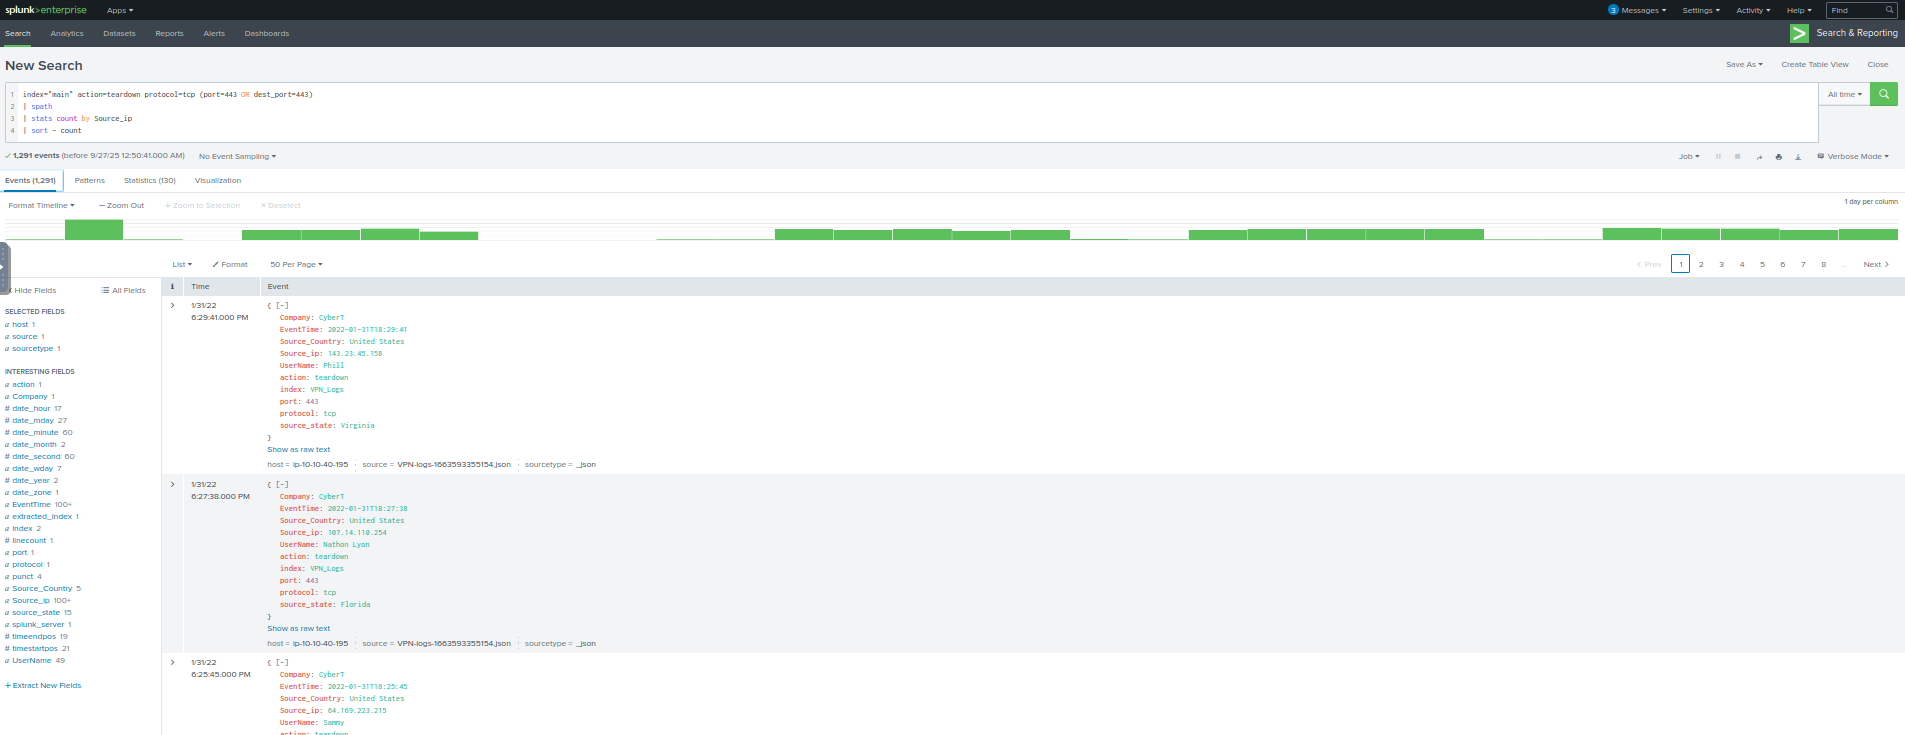 splunk>enterprise Apps 3 Messages Settings Activity Help Find
Search Analytics Datasets Reports Alerts Dashboards > Search & Reporting
New Search Save As Create Table View Close
1 index="main" action=teardown protocol=tcp (port=443 OR dest_port=443) All time
2 | spath
3 | stats count by Source_ip
4 | sort - count
✓ 1,291 events (before 9/27/25 12:50:41.000 AM) No Event Sampling Job Verbose Mode
Events (1,291) Patterns Statistics (130) Visualization
Format Timeline — Zoom Out + Zoom to Selection × Deselect 1 day per column
List Format 50 Per Page < Prev 1 2 3 4 5 6 7 8 ... Next >
Hide Fields All Fields
SELECTED FIELDS
a host 1
a source 1
a sourcetype 1
INTERESTING FIELDS
a action 1
a Company 1
# date_hour 17
# date_mday 27
# date_minute 60
a date_month 2
# date_second 60
a date_wday 7
# date_year 2
a date_zone 1
a EventTime 100+
a extracted_index 1
a index 2
# linecount 1
a port 1
a protocol 1
a punct 4
a Source_Country 5
a Source_ip 100+
a source_state 15
a splunk_server 1
# timeendpos 19
# timestartpos 21
a UserName 49
+ Extract New Fields
i Time Event
> 1/31/22 { [-]
6:29:41.000 PM Company: CyberT
EventTime: 2022-01-31T18:29:41
Source_Country: United States
Source_ip: 143.23.45.158
UserName: Phill
action: teardown
index: VPN_Logs
port: 443
protocol: tcp
source_state: Virginia
}
Show as raw text
host = ip-10-10-40-195 source = VPN-logs-1663593355154.json sourcetype = _json
> 1/31/22 { [-]
6:27:38.000 PM Company: CyberT
EventTime: 2022-01-31T18:27:38
Source_Country: United States
Source_ip: 107.14.110.254
UserName: Nathon Lyon
action: teardown
index: VPN_Logs
port: 443
protocol: tcp
source_state: Florida
}
Show as raw text
host = ip-10-10-40-195 source = VPN-logs-1663593355154.json sourcetype = _json
> 1/31/22 { [-]
6:25:45.000 PM Company: CyberT
EventTime: 2022-01-31T18:25:45
Source_Country: United States
Source_ip: 64.169.223.215
UserName: Sammy
action: teardown